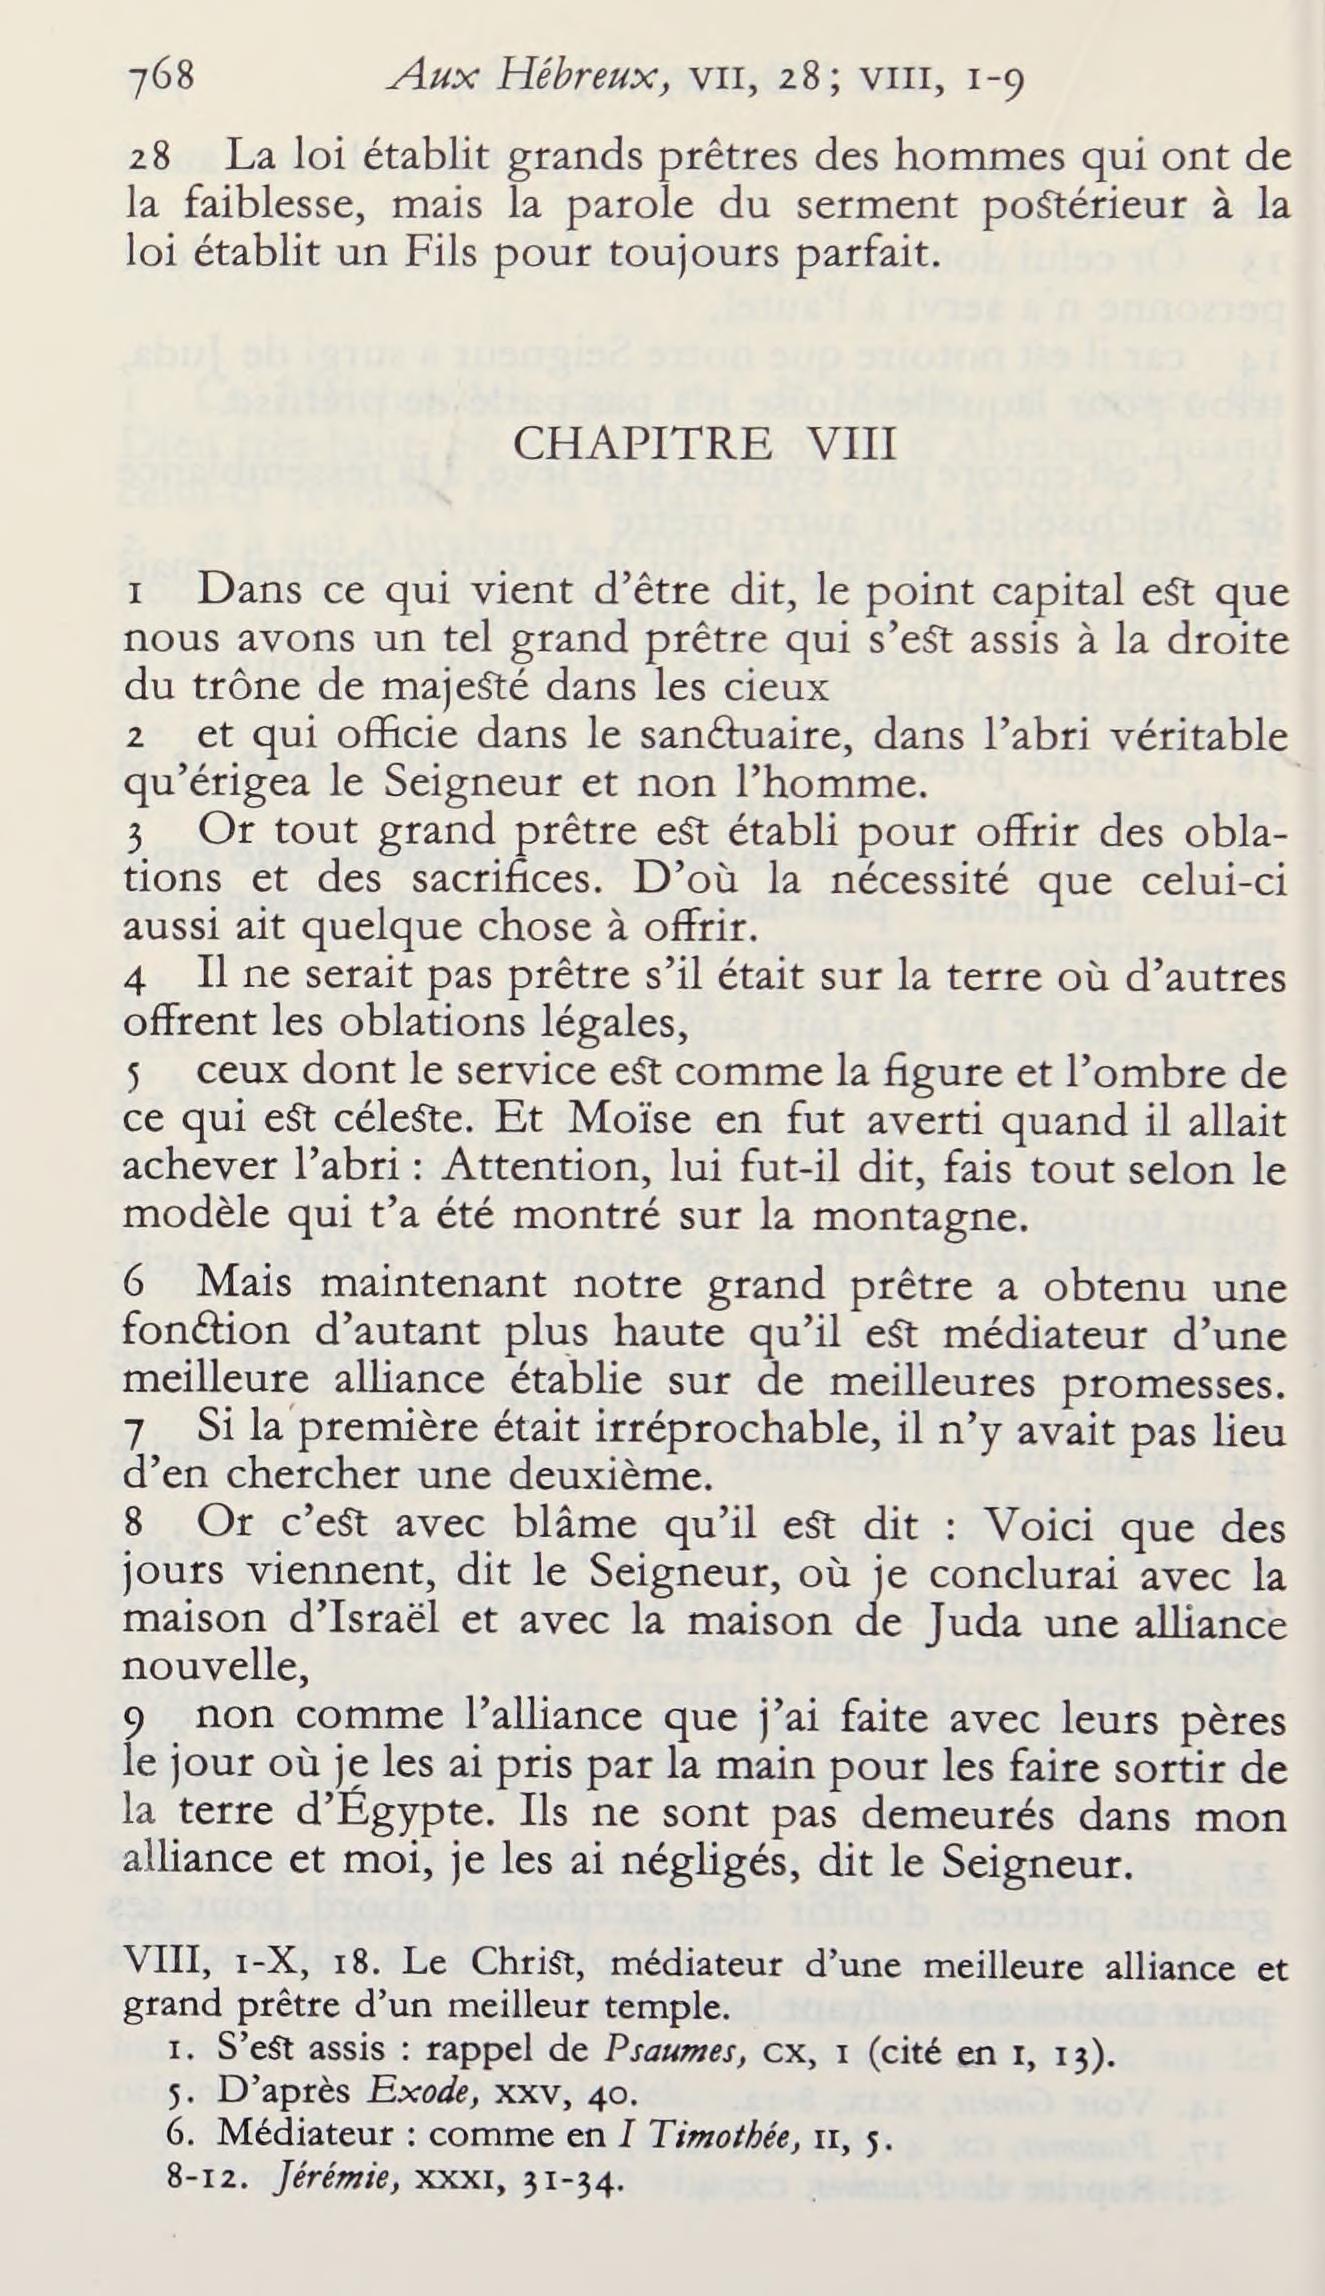 768 Aux Hébreux, VII, 28; VIII, 1-9
28 La loi établit grands prêtres des hommes qui ont de
la faiblesse, mais la parole du serment postérieur à la
loi établit un Fils pour toujours parfait.
CHAPITRE VIII
1 Dans ce qui vient d'être dit, le point capital est que
nous avons un tel grand prêtre qui s'est assis à la droite
du trône de majesté dans les cieux
2 et qui officie dans le sanctuaire, dans l'abri véritable
qu'érigea le Seigneur et non l'homme.
3 Or tout grand prêtre est établi pour offrir des obla-
tions et des sacrifices. D'où la nécessité que celui-ci
aussi ait quelque chose à offrir.
4 Il ne serait pas prêtre s'il était sur la terre où d'autres
offrent les oblations légales,
5 ceux dont le service est comme la figure et l'ombre de
ce qui est céleste. Et Moïse en fut averti quand il allait
achever l'abri : Attention, lui fut-il dit, fais tout selon le
modèle qui t'a été montré sur la montagne.
6 Mais maintenant notre grand prêtre a obtenu une
fonction d'autant plus haute qu'il est médiateur d'une
meilleure alliance établie sur de meilleures promesses.
7 Si la première était irréprochable, il n'y avait pas lieu
d'en chercher une deuxième.
8 Or c'est avec blâme qu'il est dit : Voici que des
jours viennent, dit le Seigneur, où je conclurai avec la
maison d'Israël et avec la maison de Juda une alliance
nouvelle,
9 non comme l'alliance que j'ai faite avec leurs pères
le jour où je les ai pris par la main pour les faire sortir de
la terre d'Égypte. Ils ne sont pas demeurés dans mon
alliance et moi, je les ai négligés, dit le Seigneur.
VIII, 1-X, 18. Le Christ, médiateur d'une meilleure alliance et
grand prêtre d'un meilleur temple.
1. S'est assis : rappel de Psaumes, CX, 1 (cité en I, 13).
5. D'après Exode, XXV, 40.
6. Médiateur : comme en I Timothée, II, 5.
8-12. Jérémie, XXXI, 31-34.